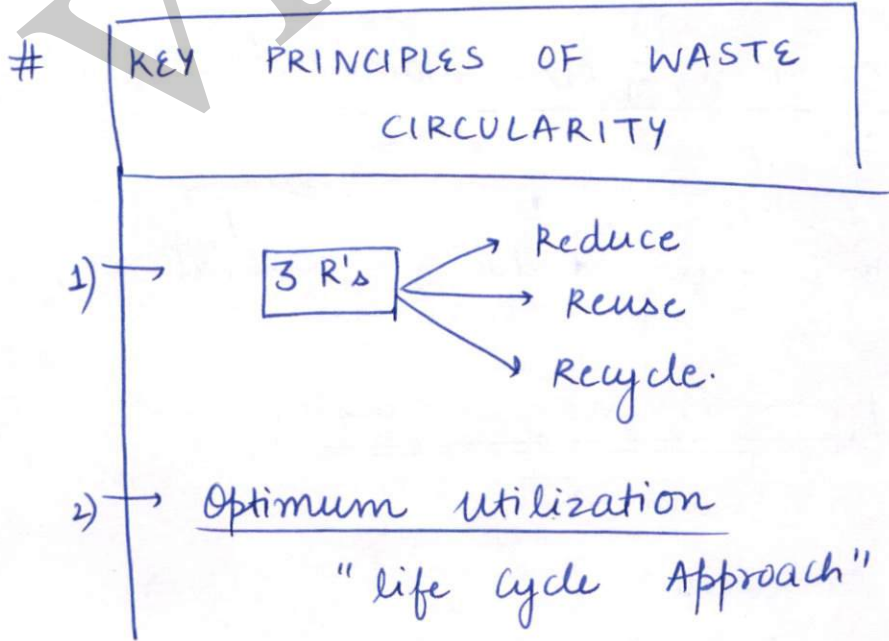 # KEY PRINCIPLES OF WASTE
CIRCULARITY
1) → 3 R's → Reduce
→ Reuse
→ Recycle.
2) → Optimum utilization
"life cycle Approach"